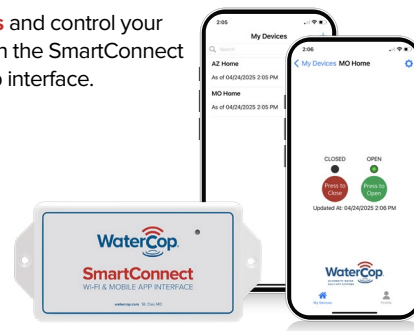 s and control your
n the SmartConnect
o interface.
2:05
My Devices
Search
AZ Home
As of 04/24/2025 2:05 PM
MO Home
As of 04/24/2025 2:05 PM
2:06
My Devices MO Home
CLOSED OPEN
Press to Close
Press to Open
Updated At: 04/24/2025 2:06 PM
WaterCop
My Devices
WaterCop.
SmartConnect
WI-FI & MOBILE APP INTERFACE
watercop.com St. Clair, MO